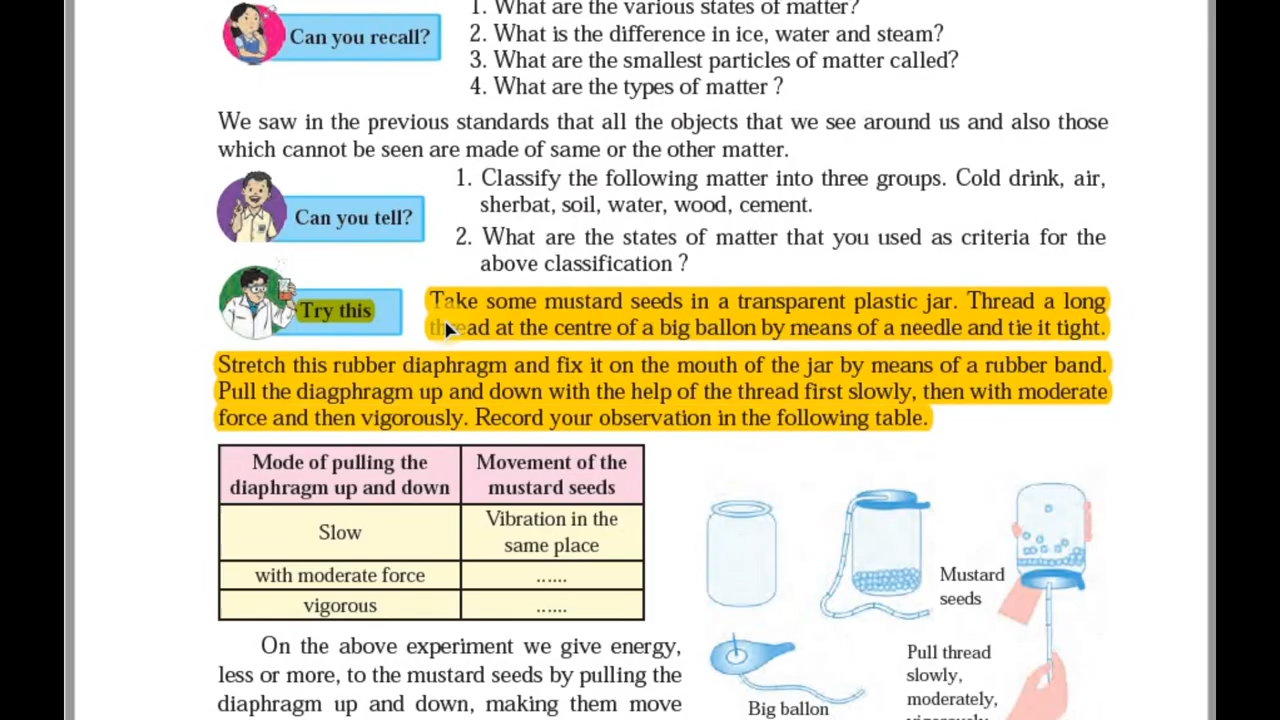 1. What are the various states of matter?
Can you recall?
2. What is the difference in ice, water and steam?
3. What are the smallest particles of matter called?
4. What are the types of matter ?
We saw in the previous standards that all the objects that we see around us and also those
which cannot be seen are made of same or the other matter.
Can you tell?
1. Classify the following matter into three groups. Cold drink, air,
sherbat, soil, water, wood, cement.
2. What are the states of matter that you used as criteria for the
above classification ?
Try this
Take some mustard seeds in a transparent plastic jar. Thread a long
thread at the centre of a big ballon by means of a needle and tie it tight.
Stretch this rubber diaphragm and fix it on the mouth of the jar by means of a rubber band.
Pull the diagphragm up and down with the help of the thread first slowly, then with moderate
force and then vigorously. Record your observation in the following table.
Mode of pulling the
diaphragm up and down
Movement of the
mustard seeds
Slow
Vibration in the
same place
with moderate force
......
vigorous
......
On the above experiment we give energy,
less or more, to the mustard seeds by pulling the
diaphragm up and down, making them move
Mustard
seeds
Big ballon
Pull thread
slowly,
moderately,